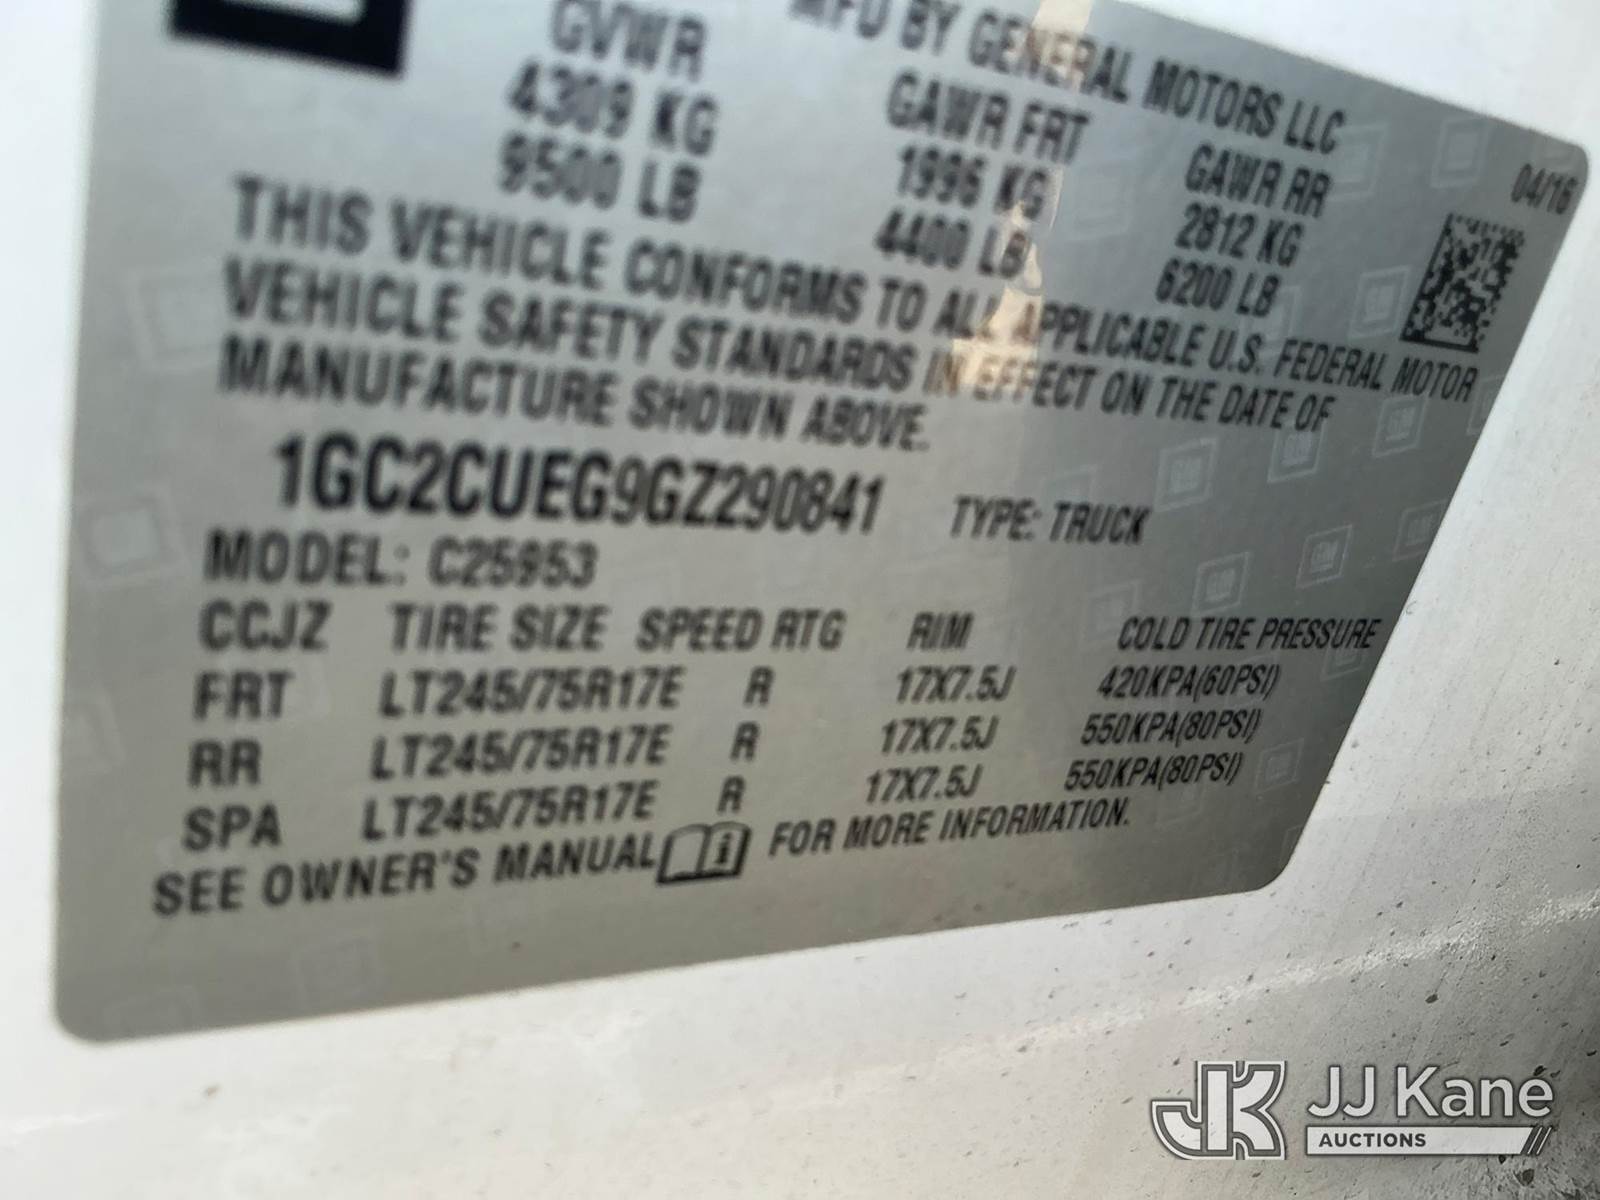 MFD BY GENERAL MOTORS LLC
04/16
GVWR GAWR FRT GAWR RR
4309 KG 1996 KG 2812 KG
9500 LB 4400 LB 6200 LB
THIS VEHICLE CONFORMS TO ALL APPLICABLE U.S. FEDERAL MOTOR
VEHICLE SAFETY STANDARDS IN EFFECT ON THE DATE OF
MANUFACTURE SHOWN ABOVE.
1GC2CUEG9GZ290841 TYPE: TRUCK
MODEL: C25953
CCJZ TIRE SIZE SPEED RTG RIM COLD TIRE PRESSURE
FRT LT245/75R17E R 17X7.5J 420KPA(60PSI)
RR LT245/75R17E R 17X7.5J 550KPA(80PSI)
SPA LT245/75R17E R 17X7.5J 550KPA(80PSI)
SEE OWNER'S MANUAL FOR MORE INFORMATION.
JK JJ Kane
AUCTIONS